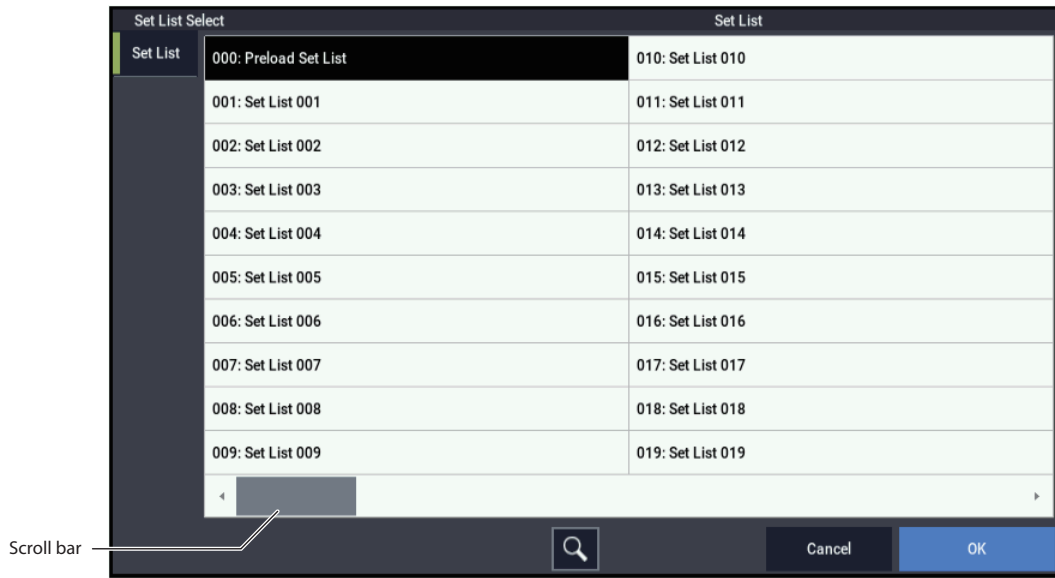 Set List Select Set List
Set List
000: Preload Set List 010: Set List 010
001: Set List 001 011: Set List 011
002: Set List 002 012: Set List 012
003: Set List 003 013: Set List 013
004: Set List 004 014: Set List 014
005: Set List 005 015: Set List 015
006: Set List 006 016: Set List 016
007: Set List 007 017: Set List 017
008: Set List 008 018: Set List 018
009: Set List 009 019: Set List 019
Scroll bar Cancel OK